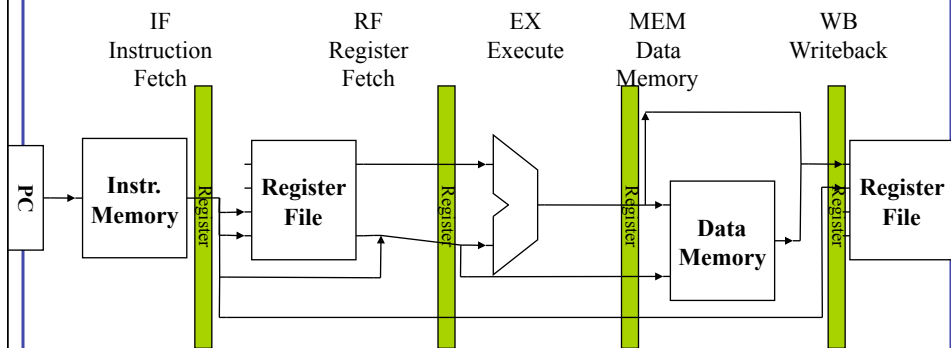 IF
Instruction
Fetch
RF
Register
Fetch
EX
Execute
MEM
Data
Memory
WB
Writeback
PC
Instr.
Memory
Register
Register
File
Register
Register
Data
Memory
Register
Register
File